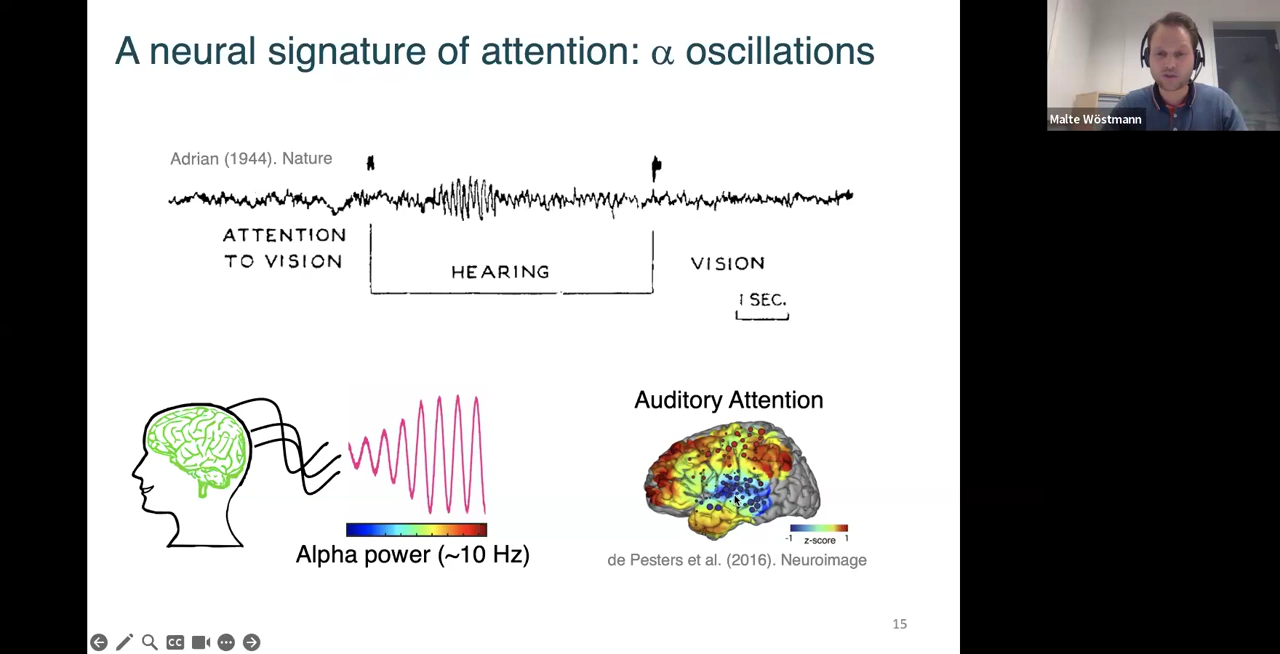 A neural signature of attention: α oscillations
Malte Wöstmann
Adrian (1944). Nature
ATTENTION
TO VISION
HEARING
VISION
1 SEC.
Auditory Attention
-1 z-score 1
Alpha power (~10 Hz)
de Pesters et al. (2016). Neuroimage
15
CC